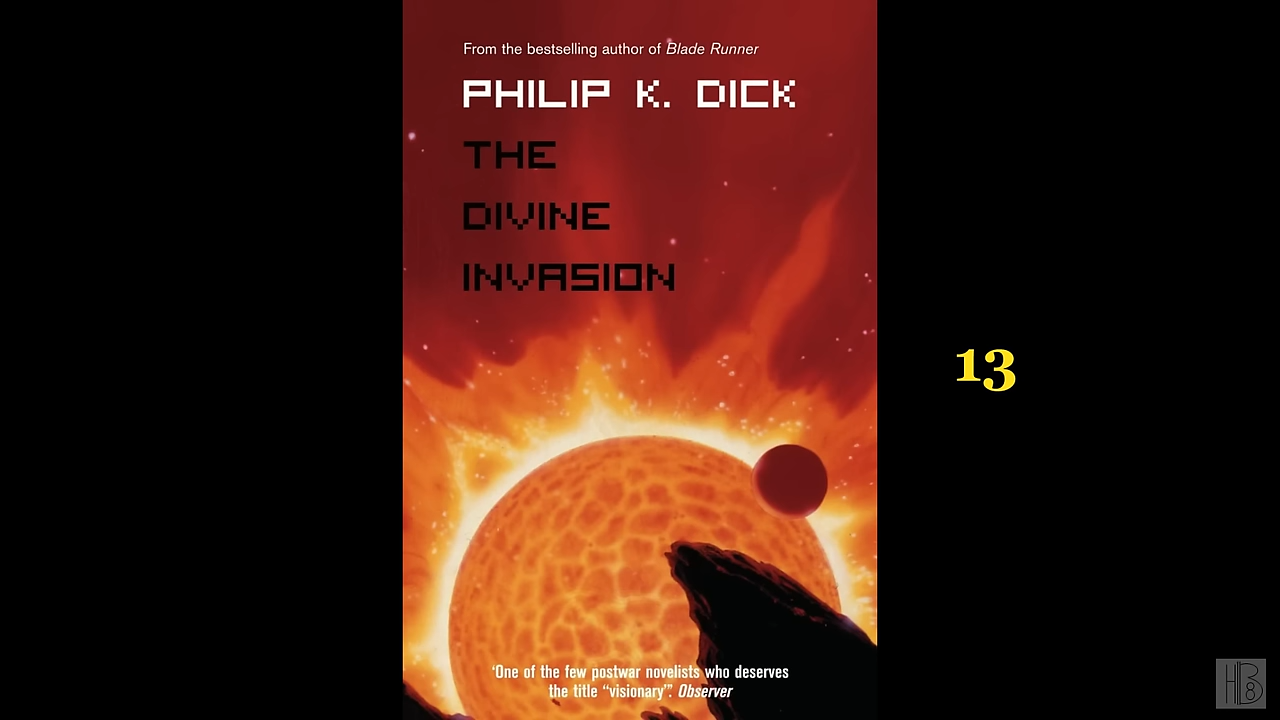 From the bestselling author of Blade Runner
PHILIP K. DICK
THE
DIVINE
INVASION
13
‘One of the few postwar novelists who deserves
the title “visionary”’. Observer
HB8